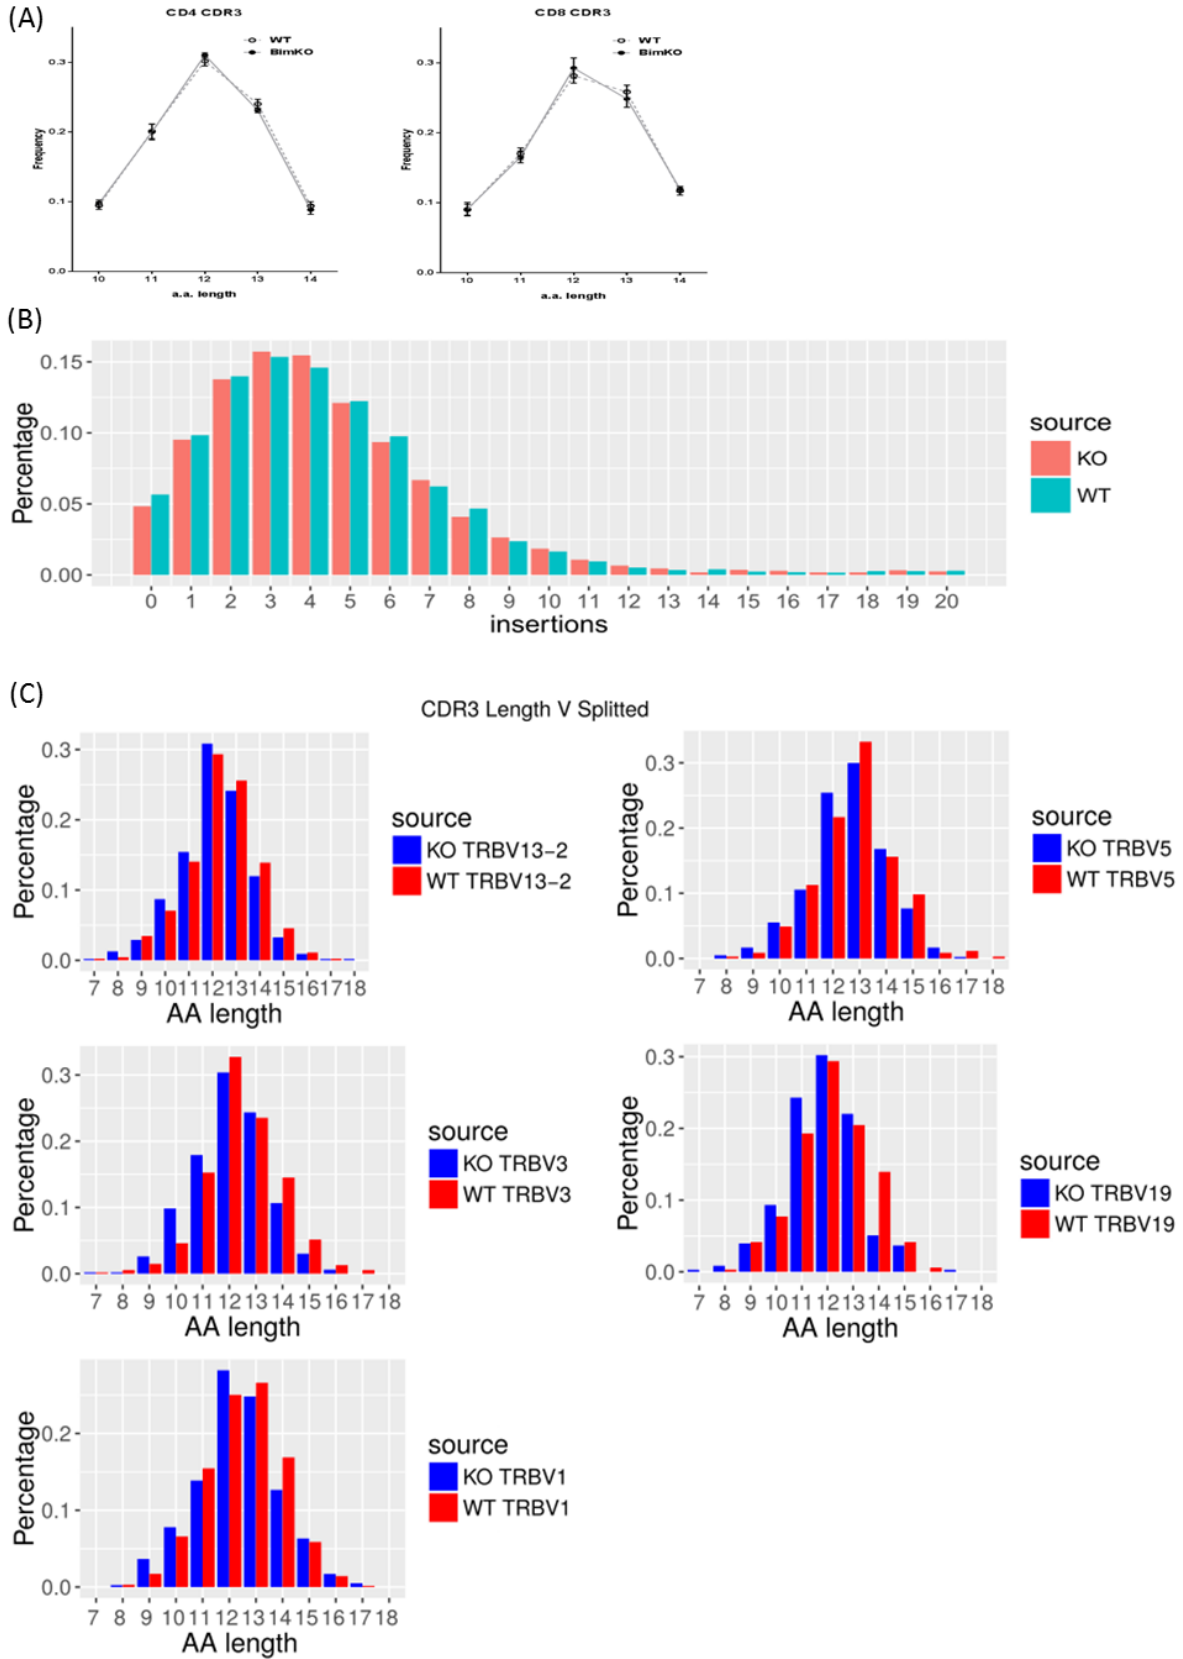 (A)
CD4 CDR3
WT
BimKO
0.3
0.2
0.1
0.0
Frequency
10 11 12 13 14
a.a. length
CD8 CDR3
WT
BimKO
0.3
0.2
0.1
0.0
Frequency
10 11 12 13 14
a.a. length
(B)
0.15
0.10
0.05
0.00
Percentage
0 1 2 3 4 5 6 7 8 9 10 11 12 13 14 15 16 17 18 19 20
insertions
source
KO
WT
(C)
CDR3 Length V Splitted
0.3
0.2
0.1
0.0
Percentage
7 8 9 10 11 12 13 14 15 16 17 18
AA length
source
KO TRBV13-2
WT TRBV13-2
0.3
0.2
0.1
0.0
Percentage
7 8 9 10 11 12 13 14 15 16 17 18
AA length
source
KO TRBV5
WT TRBV5
0.3
0.2
0.1
0.0
Percentage
7 8 9 10 11 12 13 14 15 16 17 18
AA length
source
KO TRBV3
WT TRBV3
0.3
0.2
0.1
0.0
Percentage
7 8 9 10 11 12 13 14 15 16 17 18
AA length
source
KO TRBV19
WT TRBV19
0.2
0.1
0.0
Percentage
7 8 9 10 11 12 13 14 15 16 17 18
AA length
source
KO TRBV1
WT TRBV1